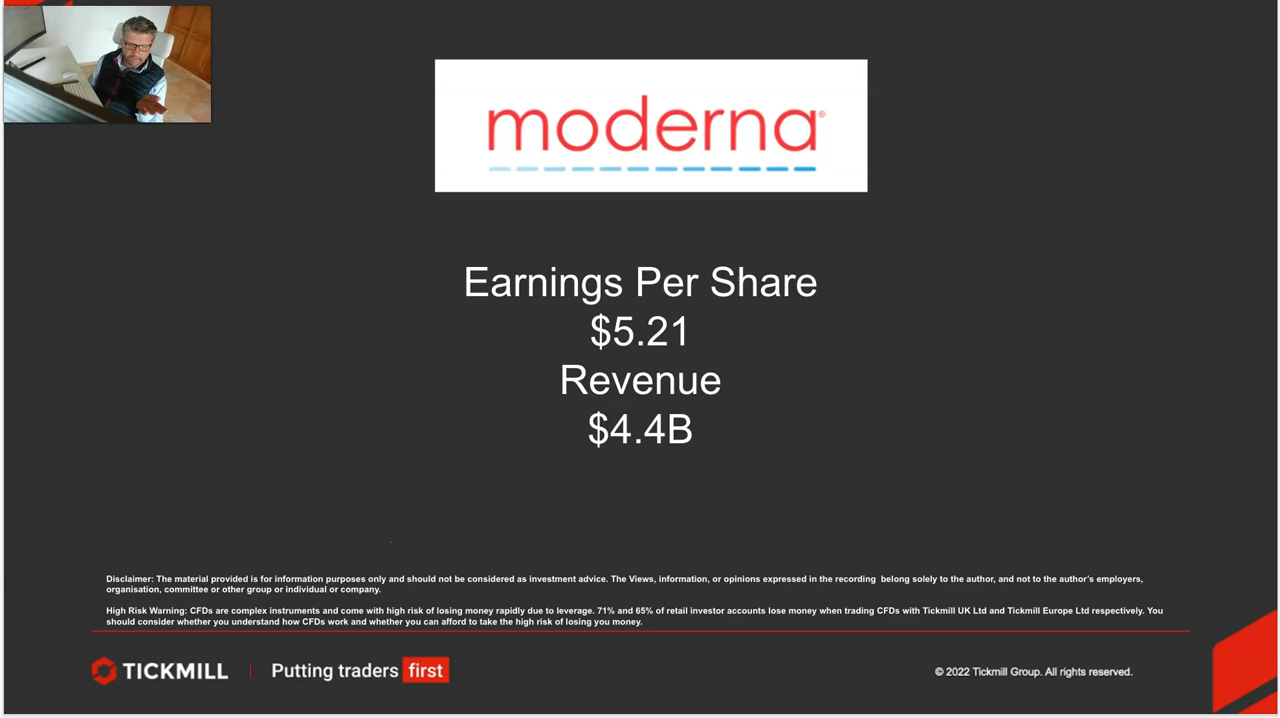 moderna
Earnings Per Share
$5.21
Revenue
$4.4B
Disclaimer: The material provided is for information purposes only and should not be considered as investment advice. The Views, information, or opinions expressed in the recording belong solely to the author, and not to the author's employers,
organisation, committee or other group or individual or company.
High Risk Warning: CFDs are complex instruments and come with high risk of losing money rapidly due to leverage. 71% and 65% of retail investor accounts lose money when trading CFDs with Tickmill UK Ltd and Tickmill Europe Ltd respectively. You
should consider whether you understand how CFDs work and whether you can afford to take the high risk of losing you money.
TICKMILL | Putting traders first
© 2022 Tickmill Group. All rights reserved.